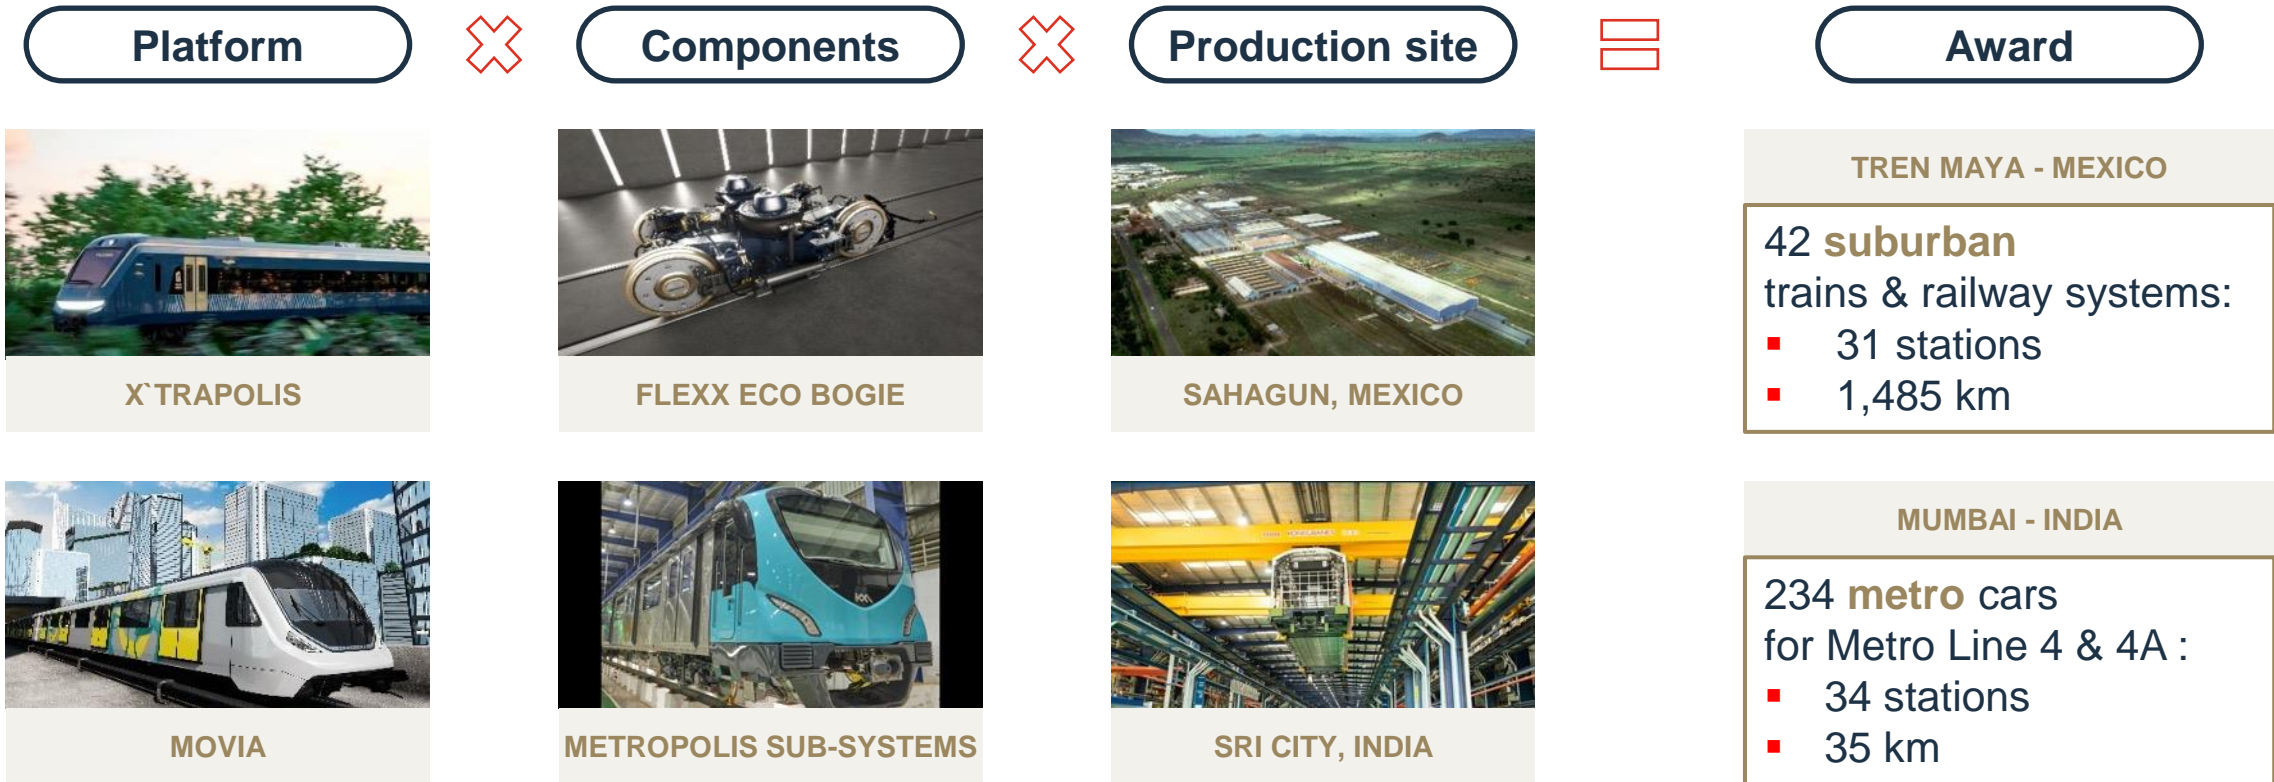 Platform
Components
Production site
Award
X`TRAPOLIS
FLEXX ECO BOGIE
SAHAGUN, MEXICO
TREN MAYA - MEXICO
42 suburban
trains & railway systems:
▪ 31 stations
▪ 1,485 km
MOVIA
METROPOLIS SUB-SYSTEMS
SRI CITY, INDIA
MUMBAI - INDIA
234 metro cars
for Metro Line 4 & 4A :
▪ 34 stations
▪ 35 km